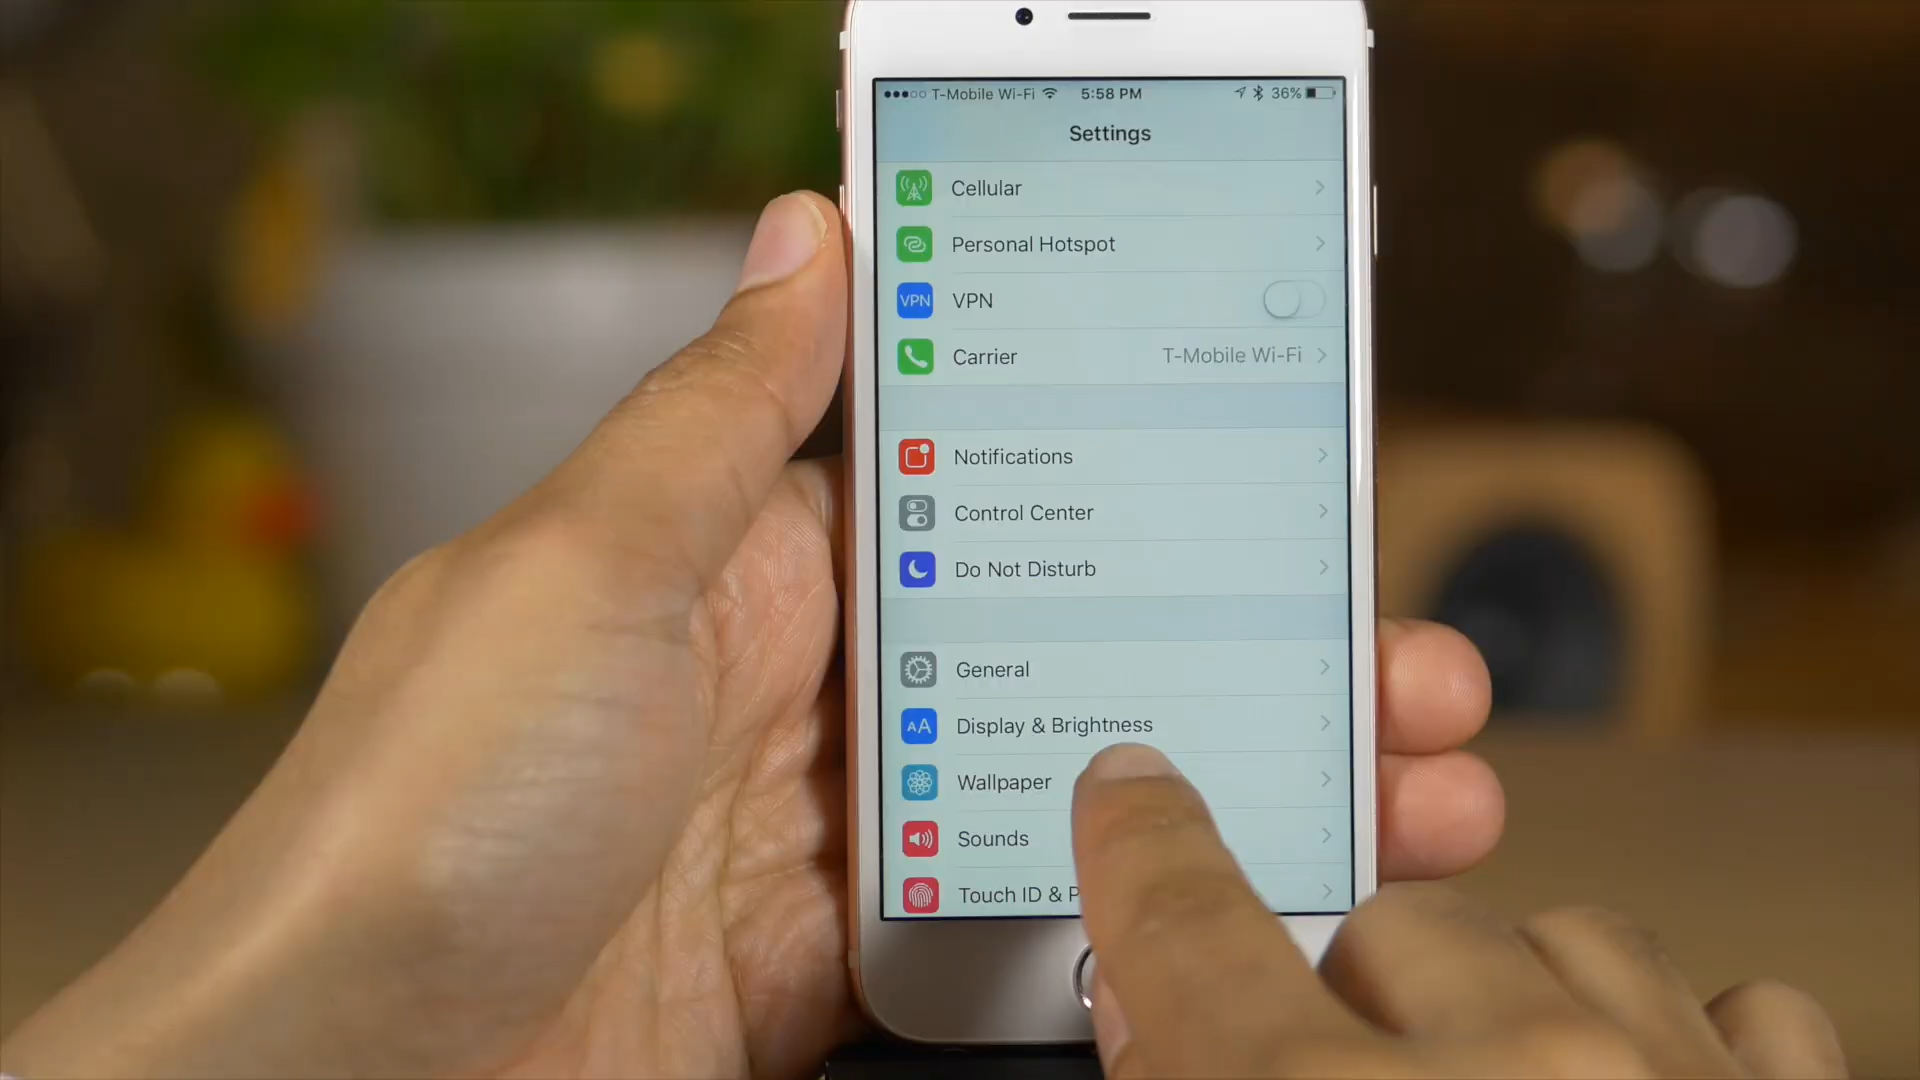 T-Mobile Wi-Fi 5:58 PM 36%
Settings
Cellular
Personal Hotspot
VPN VPN
Carrier T-Mobile Wi-Fi
Notifications
Control Center
Do Not Disturb
General
AA Display & Brightness
Wallpaper
Sounds
Touch ID & P